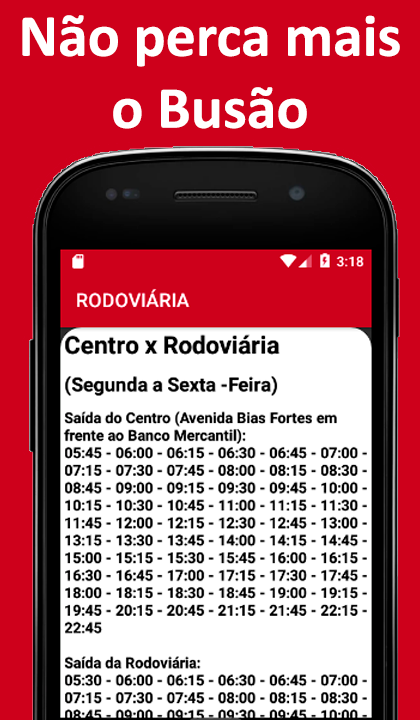 Não perca mais
o Busão
3:18
RODOVIÁRIA
Centro x Rodoviária
(Segunda a Sexta -Feira)
Saída do Centro (Avenida Bias Fortes em
frente ao Banco Mercantil):
05:45 - 06:00 - 06:15 - 06:30 - 06:45 - 07:00 -
07:15 - 07:30 - 07:45 - 08:00 - 08:15 - 08:30 -
08:45 - 09:00 - 09:15 - 09:30 - 09:45 - 10:00 -
10:15 - 10:30 - 10:45 - 11:00 - 11:15 - 11:30 -
11:45 - 12:00 - 12:15 - 12:30 - 12:45 - 13:00 -
13:15 - 13:30 - 13:45 - 14:00 - 14:15 - 14:45 -
15:00 - 15:15 - 15:30 - 15:45 - 16:00 - 16:15 -
16:30 - 16:45 - 17:00 - 17:15 - 17:30 - 17:45 -
18:00 - 18:15 - 18:30 - 18:45 - 19:00 - 19:15 -
19:45 - 20:15 - 20:45 - 21:15 - 21:45 - 22:15 -
22:45
Saída da Rodoviária:
05:30 - 06:00 - 06:15 - 06:30 - 06:45 - 07:00 -
07:15 - 07:30 - 07:45 - 08:00 - 08:15 - 08:30 -
08:45 - 09:00 - 09:15 - 09:30 - 09:45 - 10:00 -